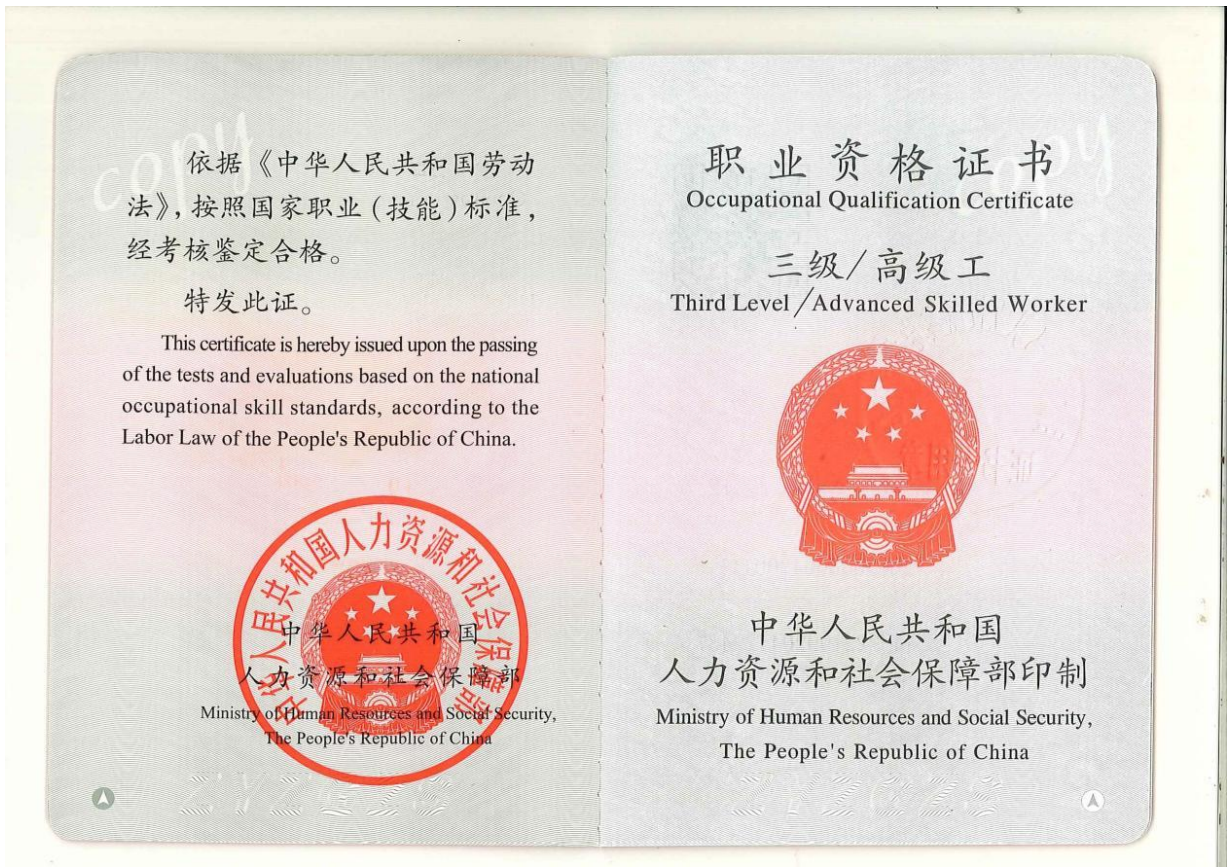 copy
依据《中华人民共和国劳动
法》，按照国家职业（技能）标准，
经考核鉴定合格。
特发此证。
This certificate is hereby issued upon the passing
of the tests and evaluations based on the national
occupational skill standards, according to the
Labor Law of the People's Republic of China.
中华人民共和国人力资源和社会保障部
中华人民共和国
人力资源和社会保障部
Ministry of Human Resources and Social Security,
The People's Republic of China
copy
职业资格证书
Occupational Qualification Certificate
三级/高级工
Third Level/Advanced Skilled Worker
中华人民共和国
人力资源和社会保障部印制
Ministry of Human Resources and Social Security,
The People's Republic of China